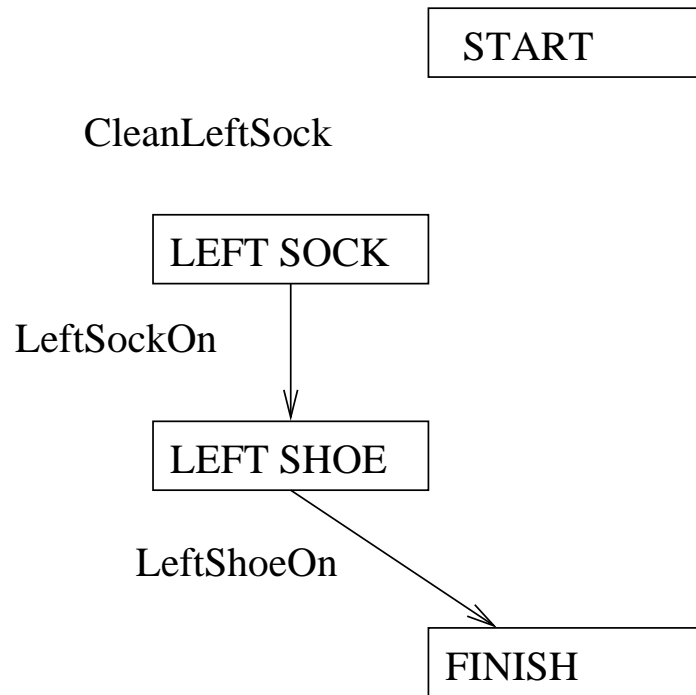 START
CleanLeftSock
LEFT SOCK
LeftSockOn
LEFT SHOE
LeftShoeOn
FINISH